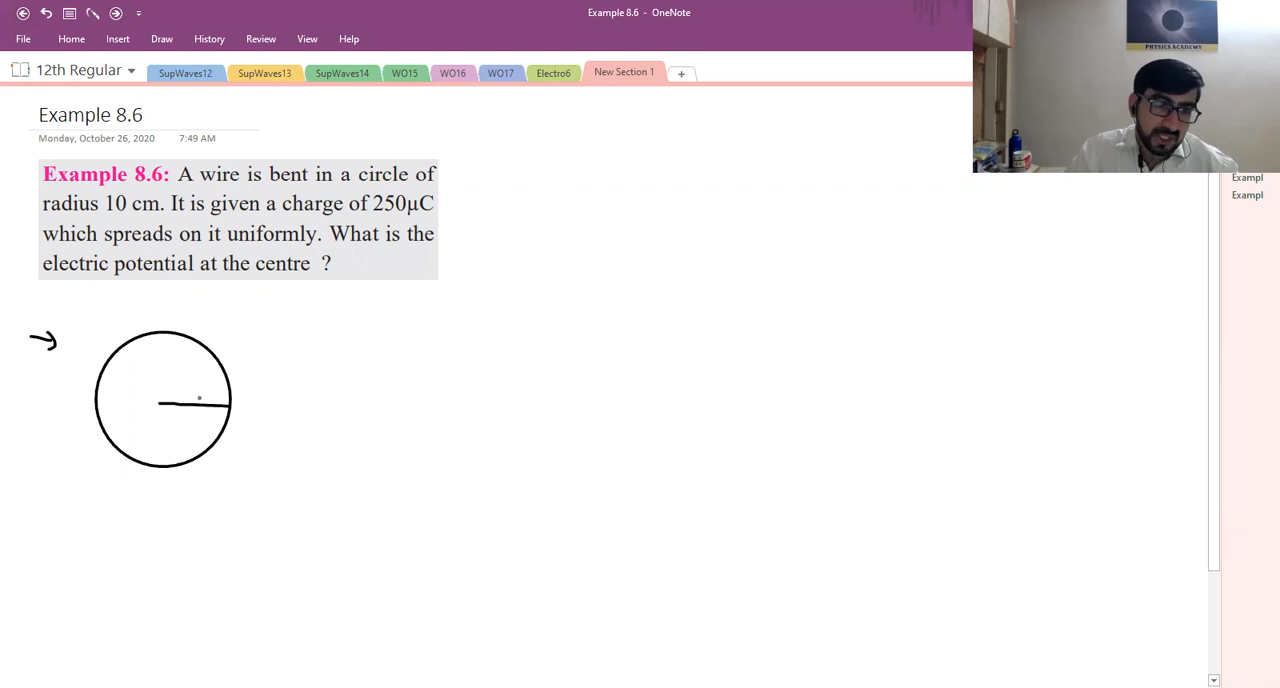 Example 8.6 - OneNote
File Home Insert Draw History Review View Help
12th Regular SupWaves12 SupWaves13 SupWaves14 WO15 WO16 WO17 Electro6 New Section 1
Example 8.6
Monday, October 26, 2020 7:49 AM
Example 8.6: A wire is bent in a circle of
radius 10 cm. It is given a charge of 250μC
which spreads on it uniformly. What is the
electric potential at the centre ?
PHYSICS ACADEMY
Exampl
Exampl